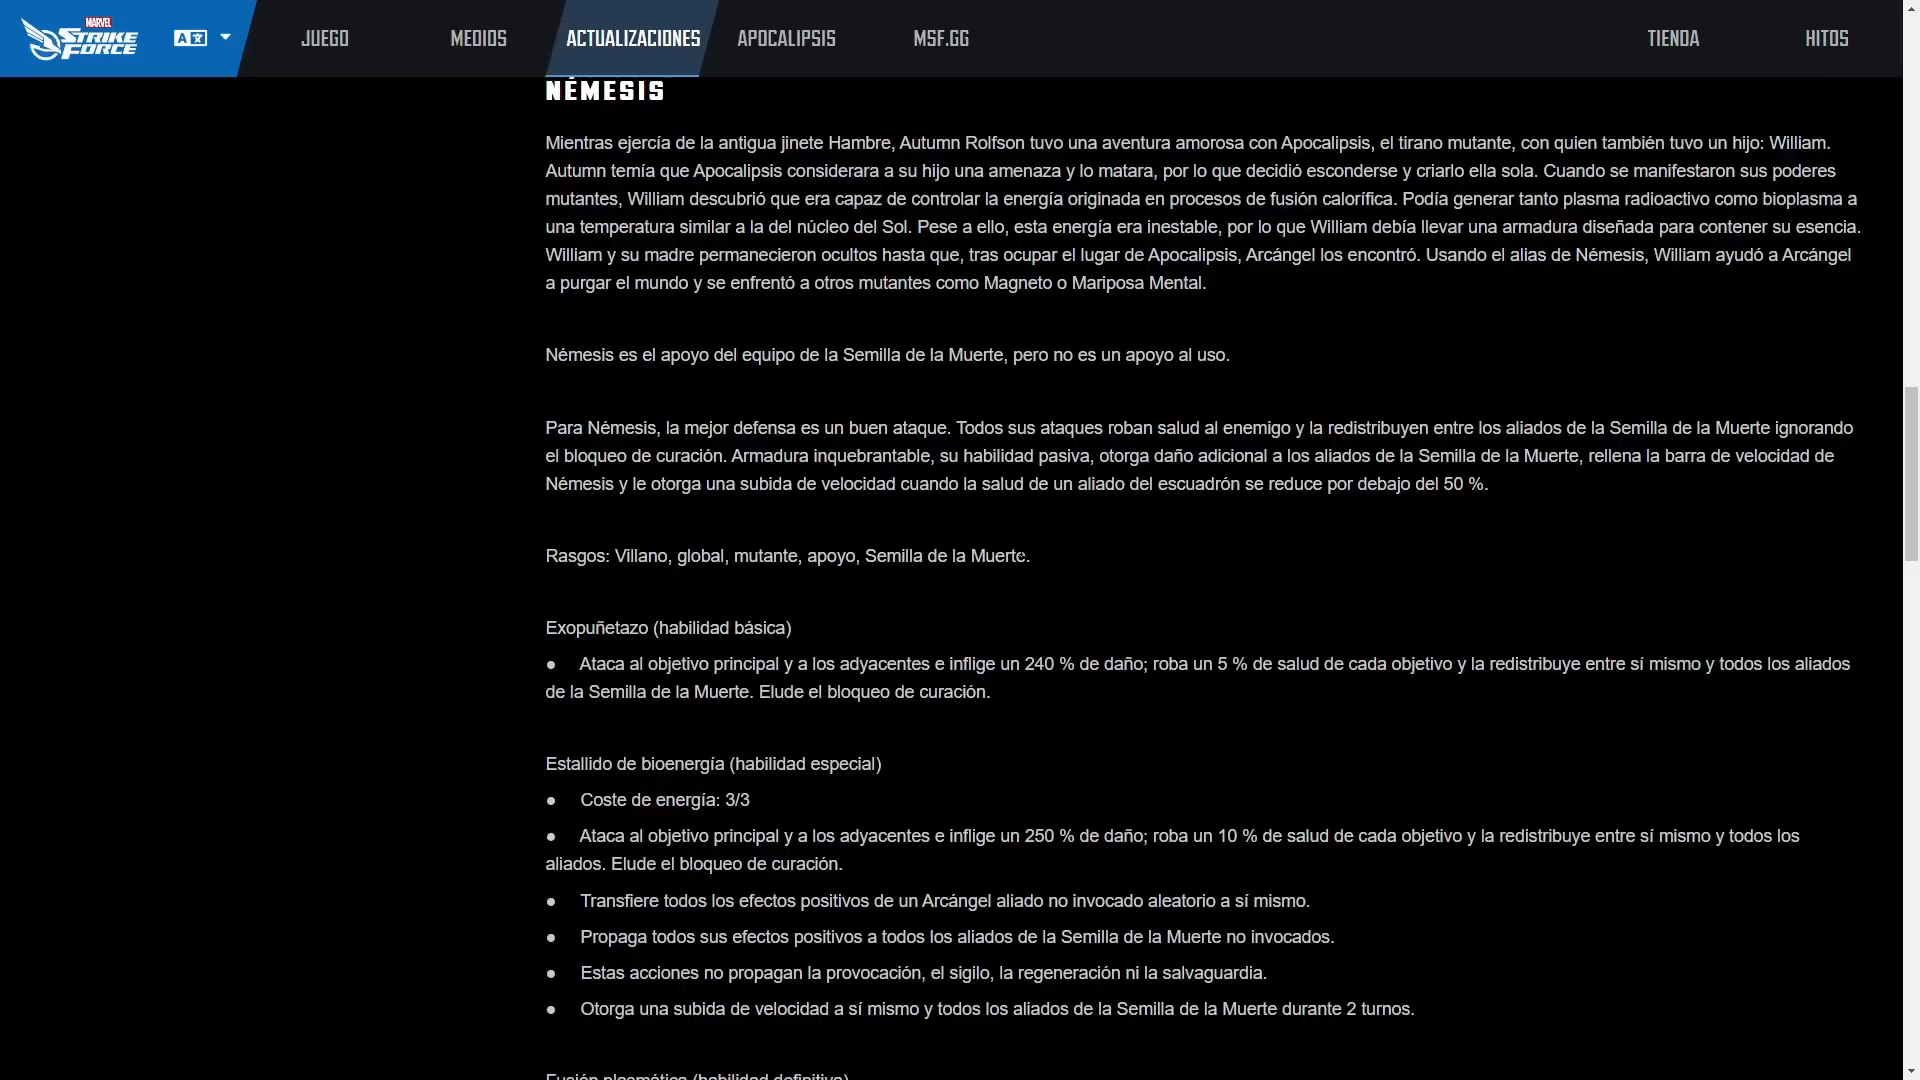 MARVEL
STRIKE
FORCE
JUEGO
MEDIOS
ACTUALIZACIONES
APOCALIPSIS
MSF.GG
TIENDA
HITOS
NÉMESIS
Mientras ejercía de la antigua jinete Hambre, Autumn Rolfson tuvo una aventura amorosa con Apocalipsis, el tirano mutante, con quien también tuvo un hijo: William.
Autumn temía que Apocalipsis considerara a su hijo una amenaza y lo matara, por lo que decidió esconderse y criarlo ella sola. Cuando se manifestaron sus poderes
mutantes, William descubrió que era capaz de controlar la energía originada en procesos de fusión calorífica. Podía generar tanto plasma radioactivo como bioplasma a
una temperatura similar a la del núcleo del Sol. Pese a ello, esta energía era inestable, por lo que William debía llevar una armadura diseñada para contener su esencia.
William y su madre permanecieron ocultos hasta que, tras ocupar el lugar de Apocalipsis, Arcángel los encontró. Usando el alias de Némesis, William ayudó a Arcángel
a purgar el mundo y se enfrentó a otros mutantes como Magneto o Mariposa Mental.
Némesis es el apoyo del equipo de la Semilla de la Muerte, pero no es un apoyo al uso.
Para Némesis, la mejor defensa es un buen ataque. Todos sus ataques roban salud al enemigo y la redistribuyen entre los aliados de la Semilla de la Muerte ignorando
el bloqueo de curación. Armadura inquebrantable, su habilidad pasiva, otorga daño adicional a los aliados de la Semilla de la Muerte, rellena la barra de velocidad de
Némesis y le otorga una subida de velocidad cuando la salud de un aliado del escuadrón se reduce por debajo del 50 %.
Rasgos: Villano, global, mutante, apoyo, Semilla de la Muerte.
Exopuñetazo (habilidad básica)
● Ataca al objetivo principal y a los adyacentes e inflige un 240 % de daño; roba un 5 % de salud de cada objetivo y la redistribuye entre sí mismo y todos los aliados
de la Semilla de la Muerte. Elude el bloqueo de curación.
Estallido de bioenergía (habilidad especial)
● Coste de energía: 3/3
● Ataca al objetivo principal y a los adyacentes e inflige un 250 % de daño; roba un 10 % de salud de cada objetivo y la redistribuye entre sí mismo y todos los
aliados. Elude el bloqueo de curación.
● Transfiere todos los efectos positivos de un Arcángel aliado no invocado aleatorio a sí mismo.
● Propaga todos sus efectos positivos a todos los aliados de la Semilla de la Muerte no invocados.
● Estas acciones no propagan la provocación, el sigilo, la regeneración ni la salvaguardia.
● Otorga una subida de velocidad a sí mismo y todos los aliados de la Semilla de la Muerte durante 2 turnos.
Fusión plasmática (habilidad definitiva)